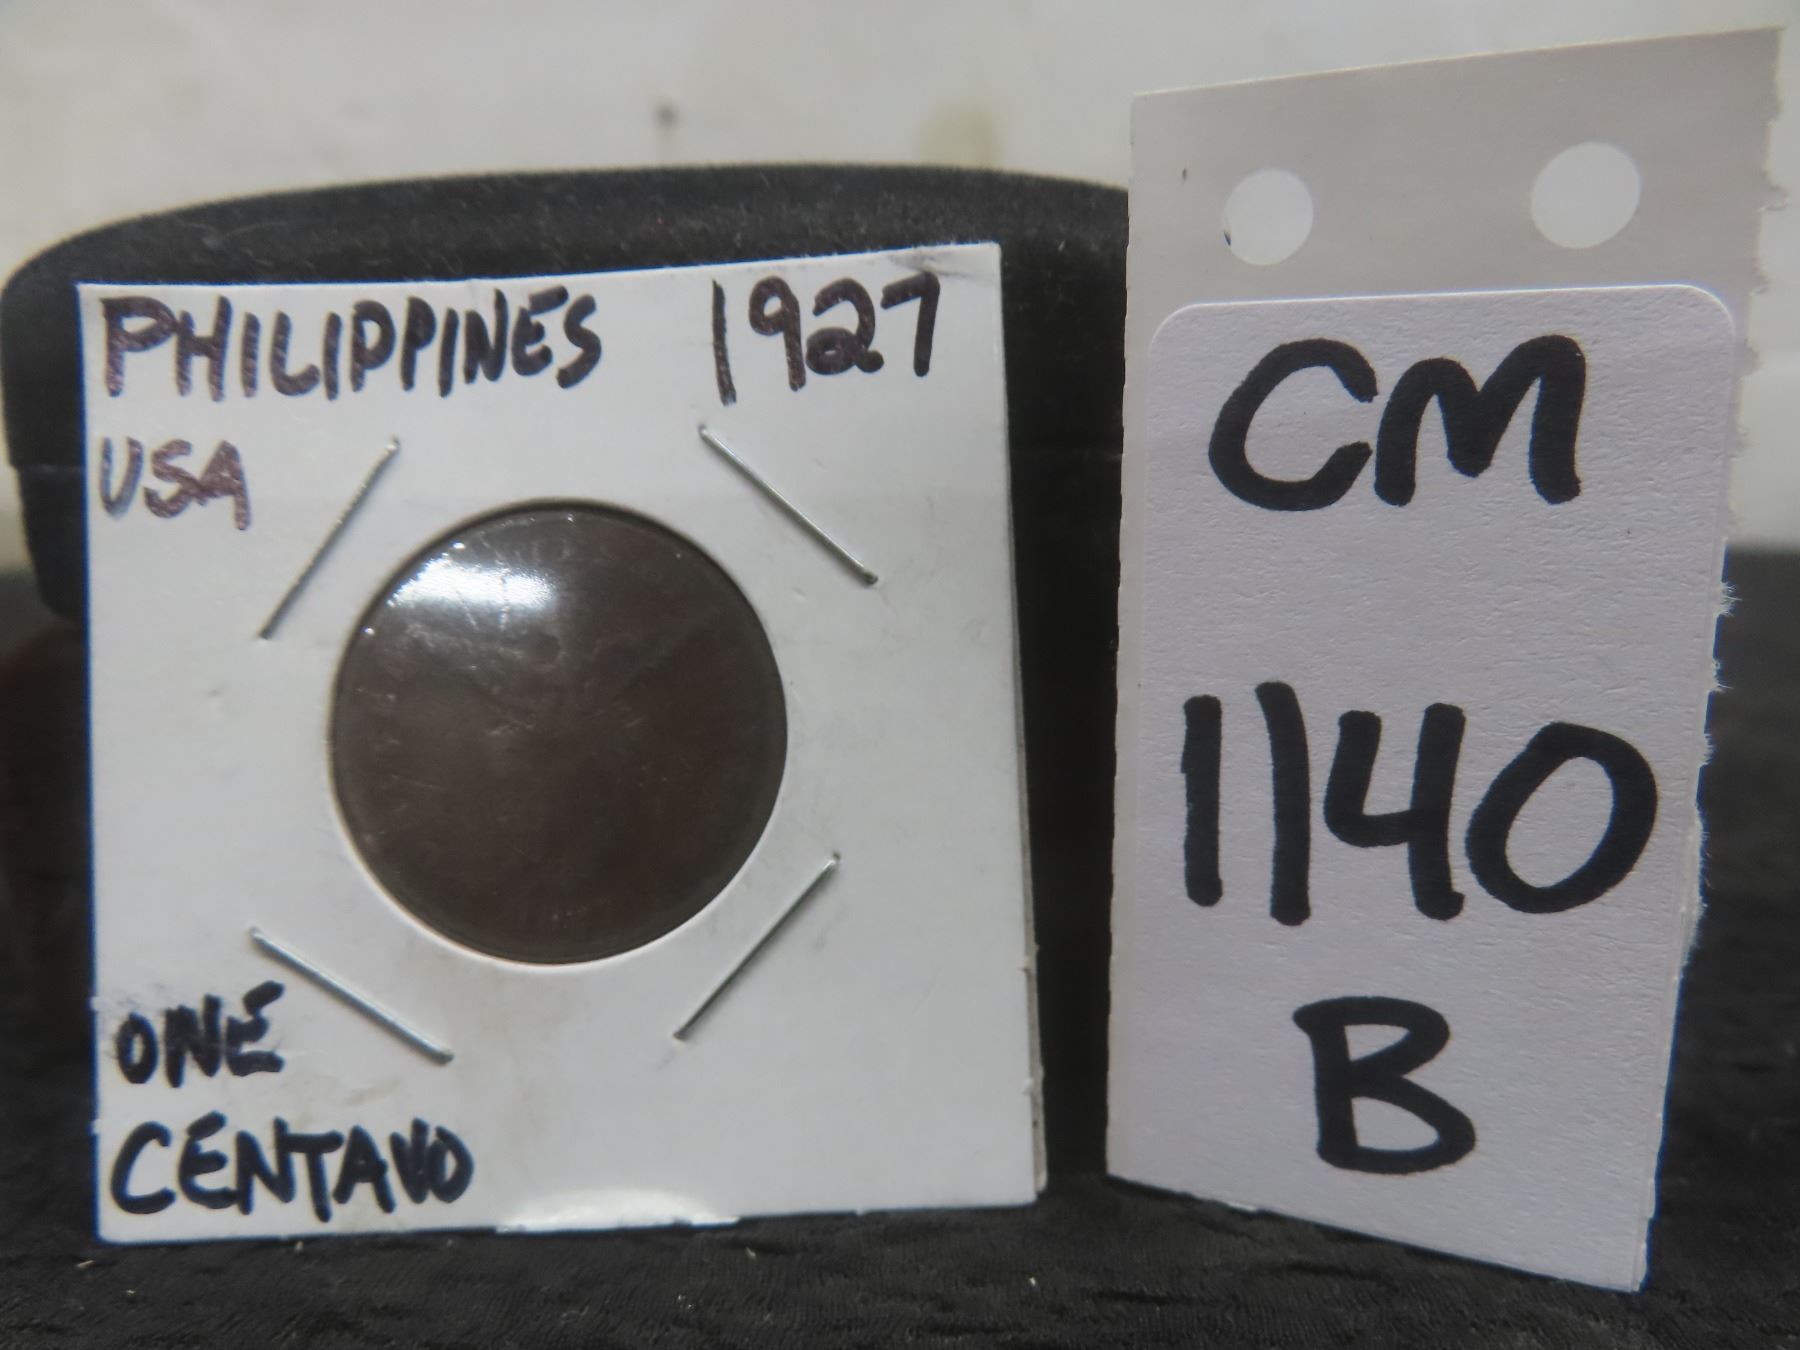 PHILIPPINES 1927
USA
ONE
CENTAVO
CM
1140
B